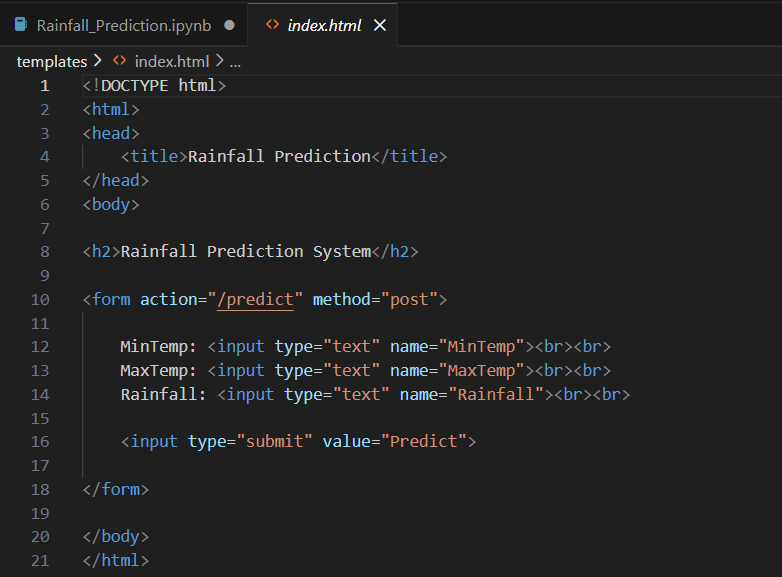 Rainfall_Prediction.ipynb ● <> index.html ×
templates > <> index.html > ...
1 <!DOCTYPE html>
2 <html>
3 <head>
4     <title>Rainfall Prediction</title>
5 </head>
6 <body>
7
8 <h2>Rainfall Prediction System</h2>
9
10 <form action="/predict" method="post">
11
12     MinTemp: <input type="text" name="MinTemp"><br><br>
13     MaxTemp: <input type="text" name="MaxTemp"><br><br>
14     Rainfall: <input type="text" name="Rainfall"><br><br>
15
16     <input type="submit" value="Predict">
17
18 </form>
19
20 </body>
21 </html>